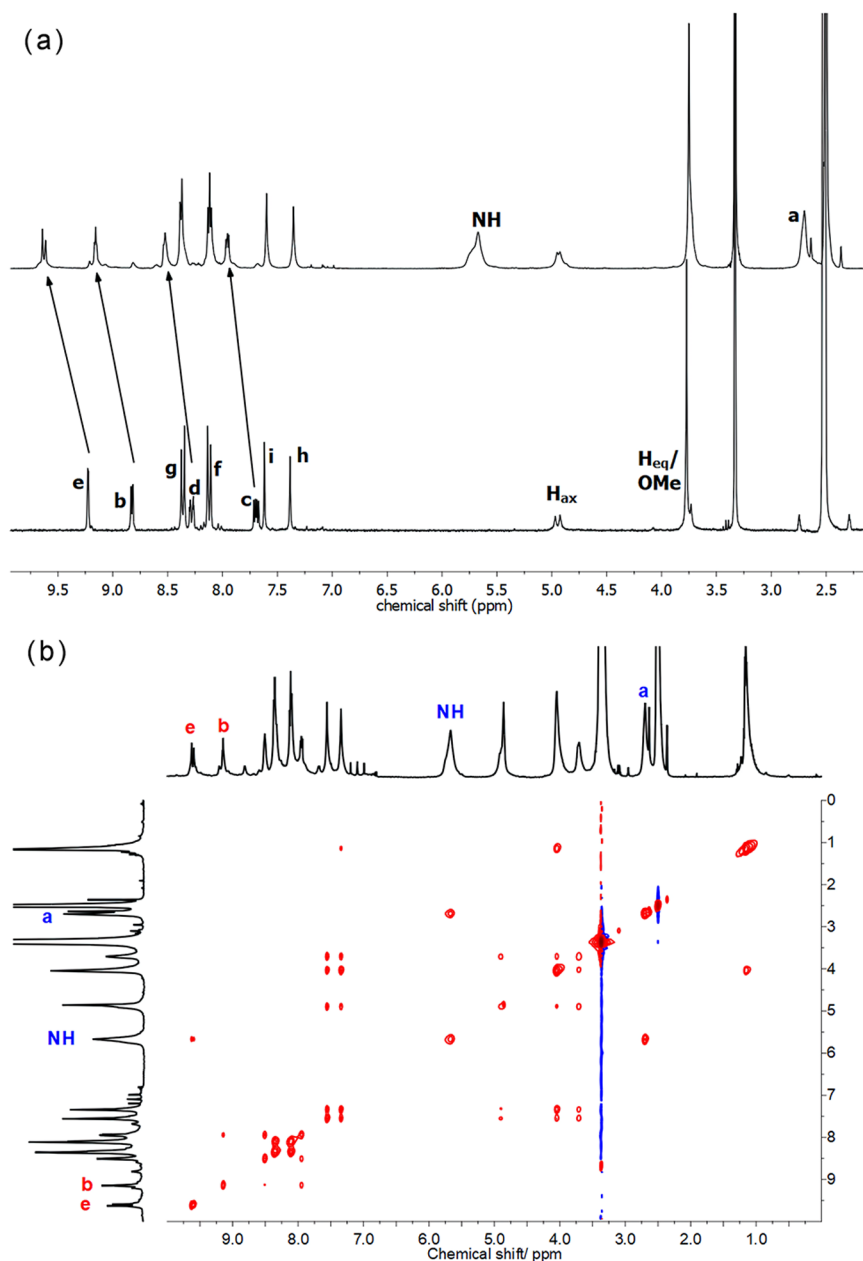 (a)
NH
a
e
b
g
d
f
c
i
h
Hax
Heq/
OMe
9.5 9.0 8.5 8.0 7.5 7.0 6.5 6.0 5.5 5.0 4.5 4.0 3.5 3.0 2.5
chemical shift (ppm)
(b)
e
b
NH
a
a
NH
b
e
0
1
2
3
4
5
6
7
8
9
9.0 8.0 7.0 6.0 5.0 4.0 3.0 2.0 1.0
Chemical shift/ ppm